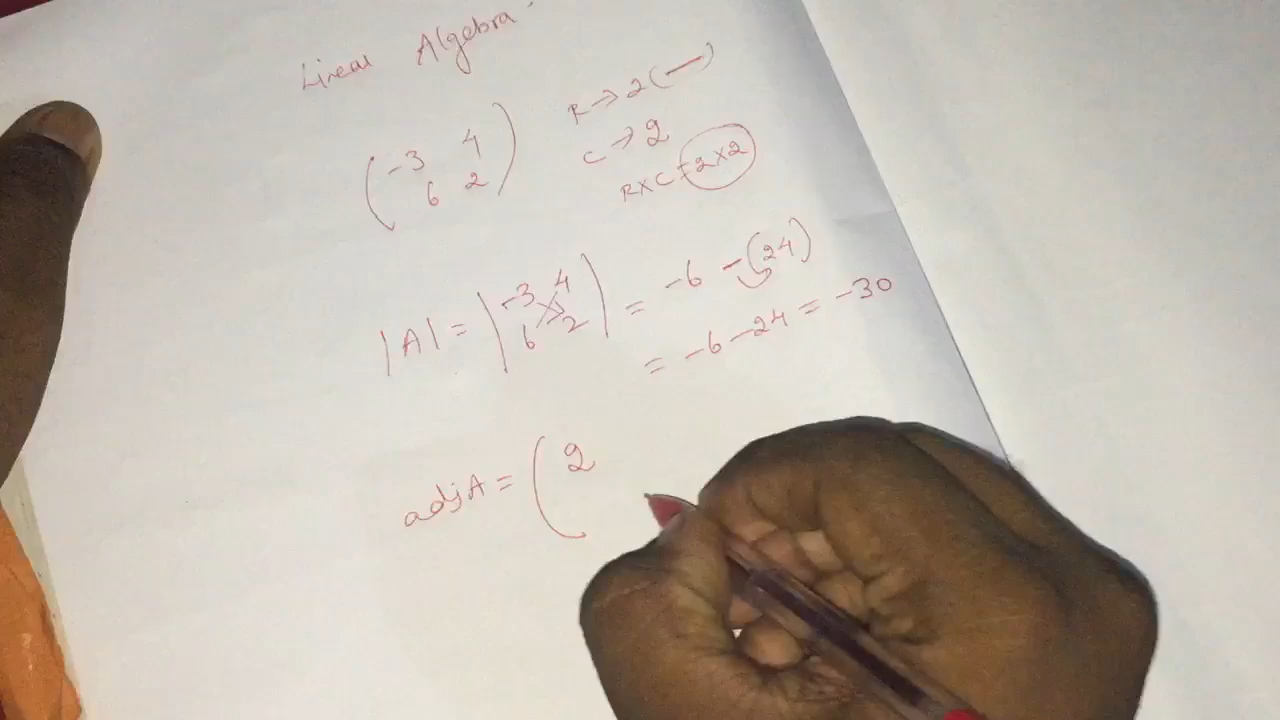 Linear Algebra
( -3 4 ) R → 2 (—)
6 2 C → 2
R×C = 2×2
|A| = | -3 4 | = -6 - (24)
6 2
= -6 - 24 = -30
adjA = ( 2